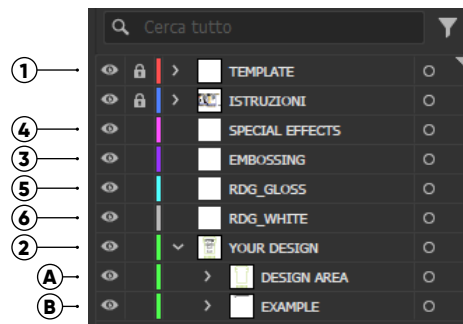 Cerca tutto
1 TEMPLATE
ISTRUZIONI
4 SPECIAL EFFECTS
3 EMBOSSING
5 RDG_GLOSS
6 RDG_WHITE
2 YOUR DESIGN
A DESIGN AREA
B EXAMPLE